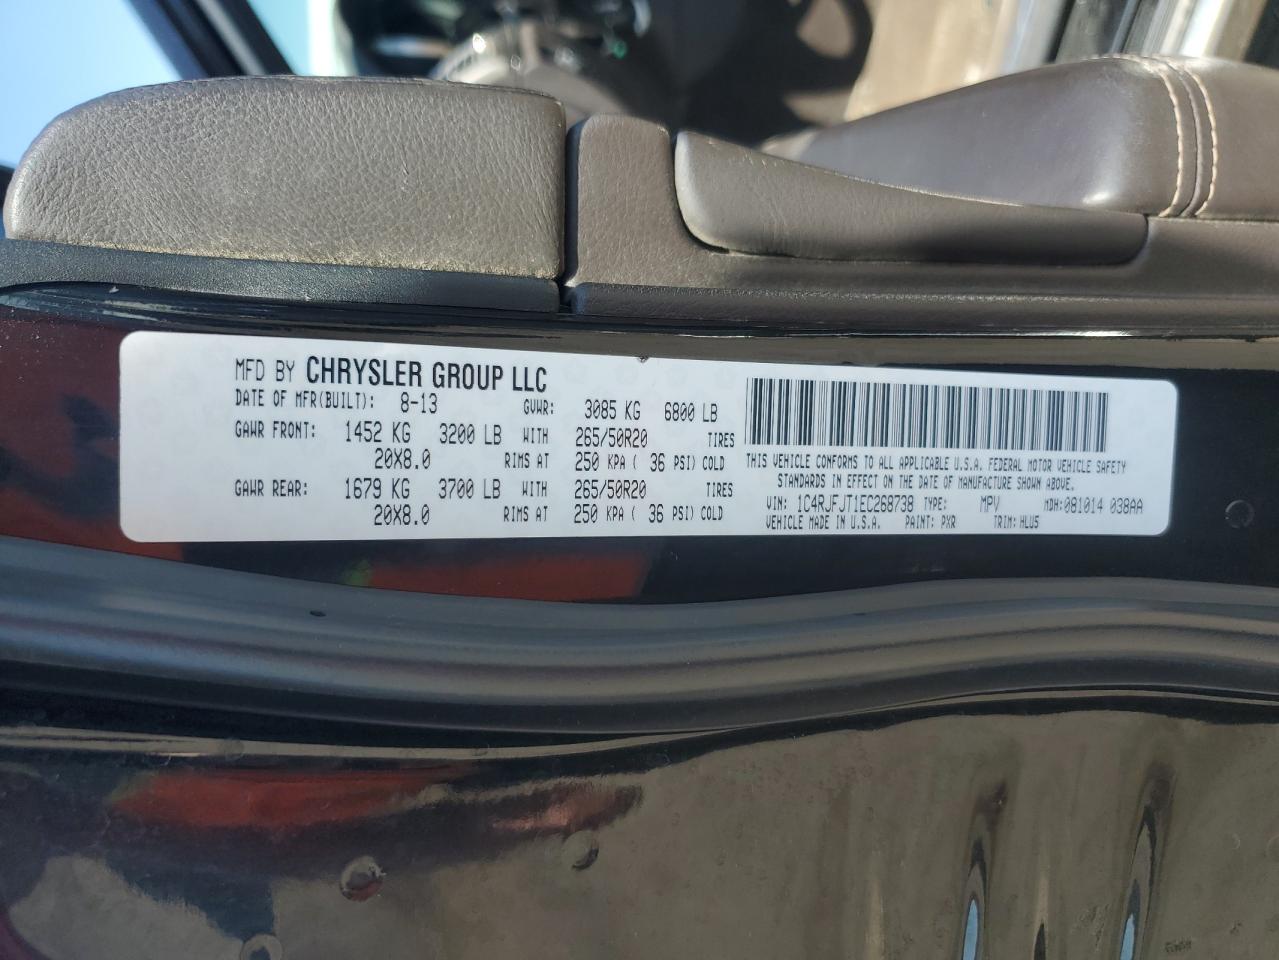 MFD BY CHRYSLER GROUP LLC
DATE OF MFR(BUILT): 8-13 GVWR: 3085 KG 6800 LB
GAWR FRONT: 1452 KG 3200 LB WITH 265/50R20 TIRES
20X8.0 RIMS AT 250 KPA ( 36 PSI) COLD
GAWR REAR: 1679 KG 3700 LB WITH 265/50R20 TIRES
20X8.0 RIMS AT 250 KPA ( 36 PSI) COLD
THIS VEHICLE CONFORMS TO ALL APPLICABLE U.S.A. FEDERAL MOTOR VEHICLE SAFETY
STANDARDS IN EFFECT ON THE DATE OF MANUFACTURE SHOWN ABOVE.
VIN: 1C4RJFJT1EC268738 TYPE: MPV MDH:081014 038AA
VEHICLE MADE IN U.S.A. PAINT: PXR TRIM: HLU5